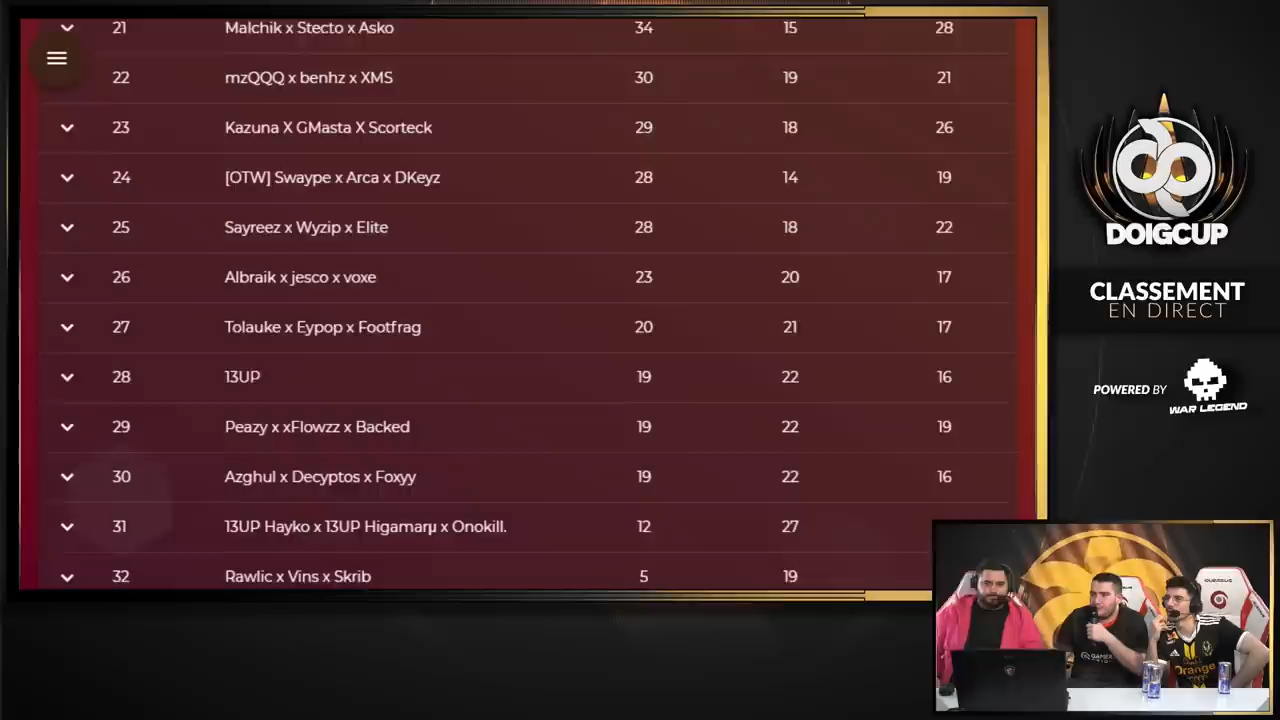 21 Malchik x Stecto x Asko 34 15 28
22 mzQQQ x benhz x XMS 30 19 21
23 Kazuna X GMasta X Scorteck 29 18 26
24 [OTW] Swaype x Arca x DKeyz 28 14 19
25 Sayreez x Wyzip x Elite 28 18 22
26 Albraik x jesco x voxe 23 20 17
27 Tolauke x Eypop x Footfrag 20 21 17
28 13UP 19 22 16
29 Peazy x xFlowzz x Backed 19 22 19
30 Azghul x Decyptos x Foxyy 19 22 16
31 13UP Hayko x 13UP Higamarµ x Onokill. 12 27
32 Rawlic x Vins x Skrib 5 19
DOIGCUP
CLASSEMENT
EN DIRECT
POWERED BY
WAR LEGEND
Orange